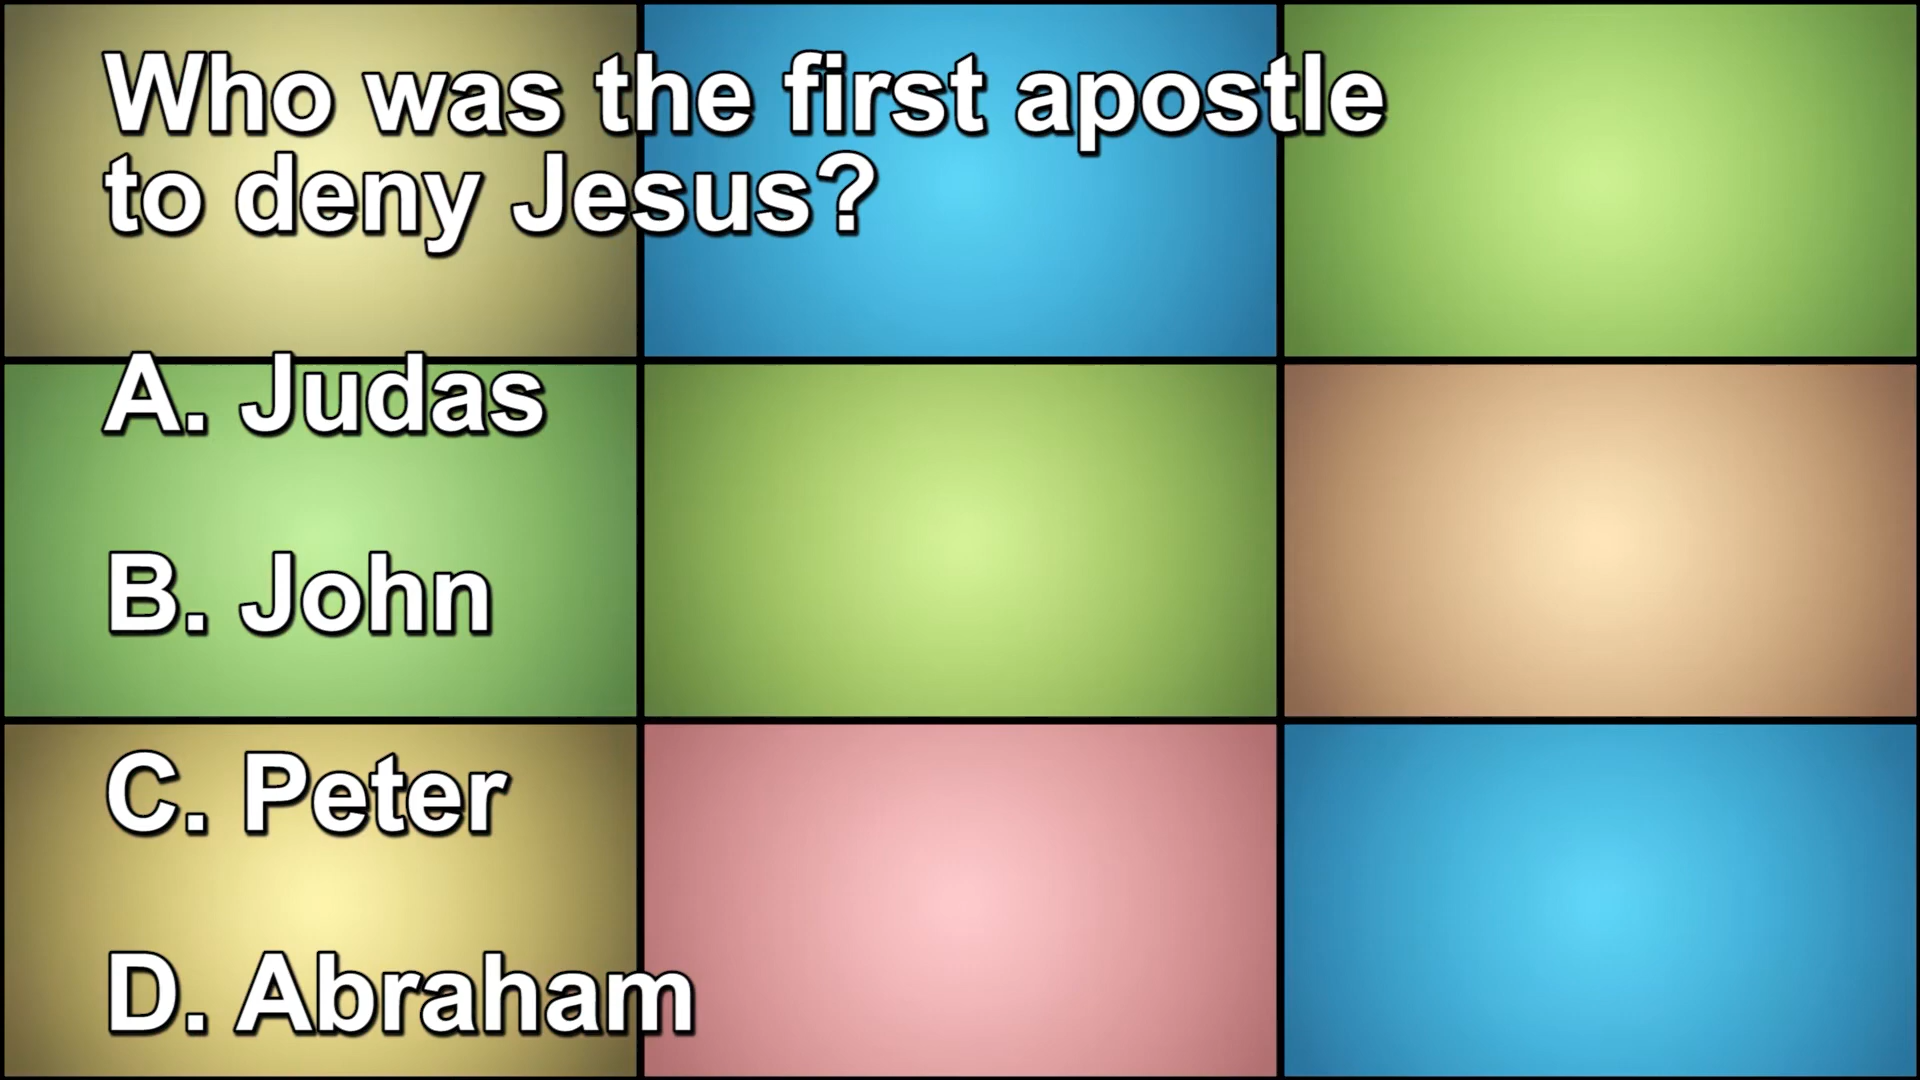 Who was the first apostle
to deny Jesus?
A. Judas
B. John
C. Peter
D. Abraham